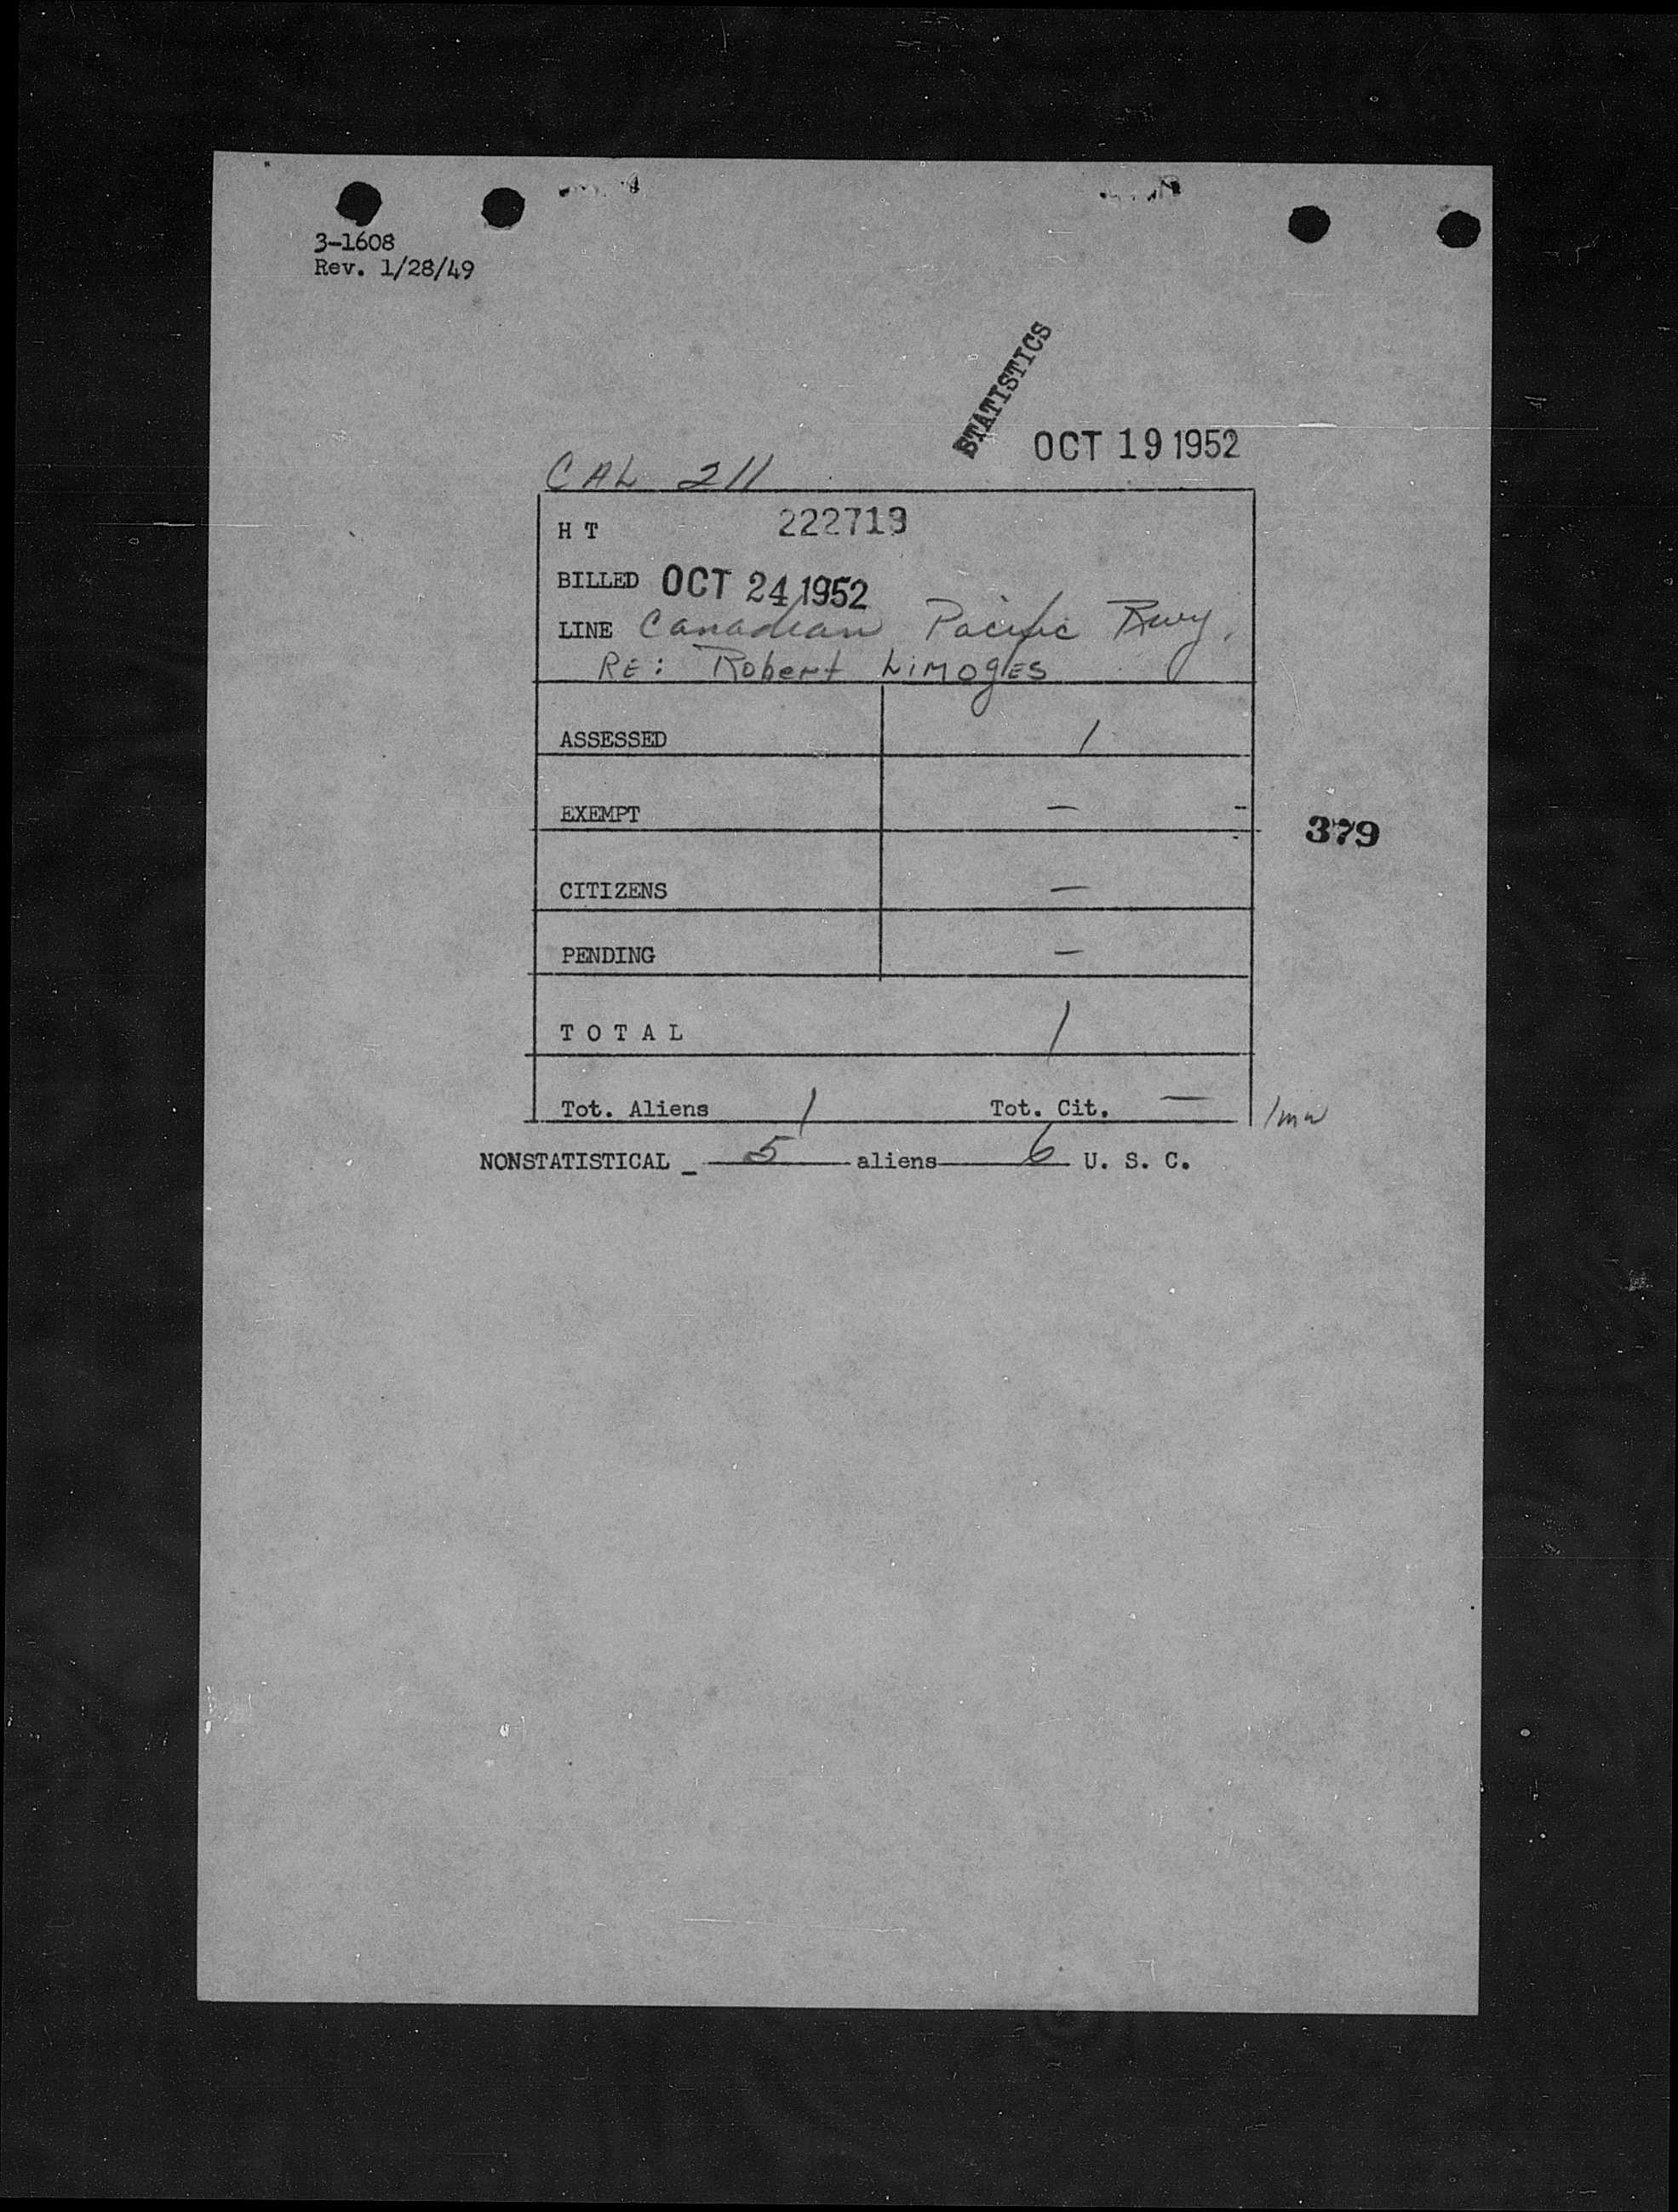 3-1608
Rev. 1/28/49
STATISTICS
OCT 19 1952
CAL 211
H T 222719
BILLED OCT 24 1952
LINE Canadian Pacific Rwy.
RE: Robert LiMOgES
ASSESSED 1
EXEMPT —
379
CITIZENS —
PENDING —
T O T A L 1
Tot. Aliens 1 Tot. Cit. —
NONSTATISTICAL _ 5 aliens 6 U. S. C.